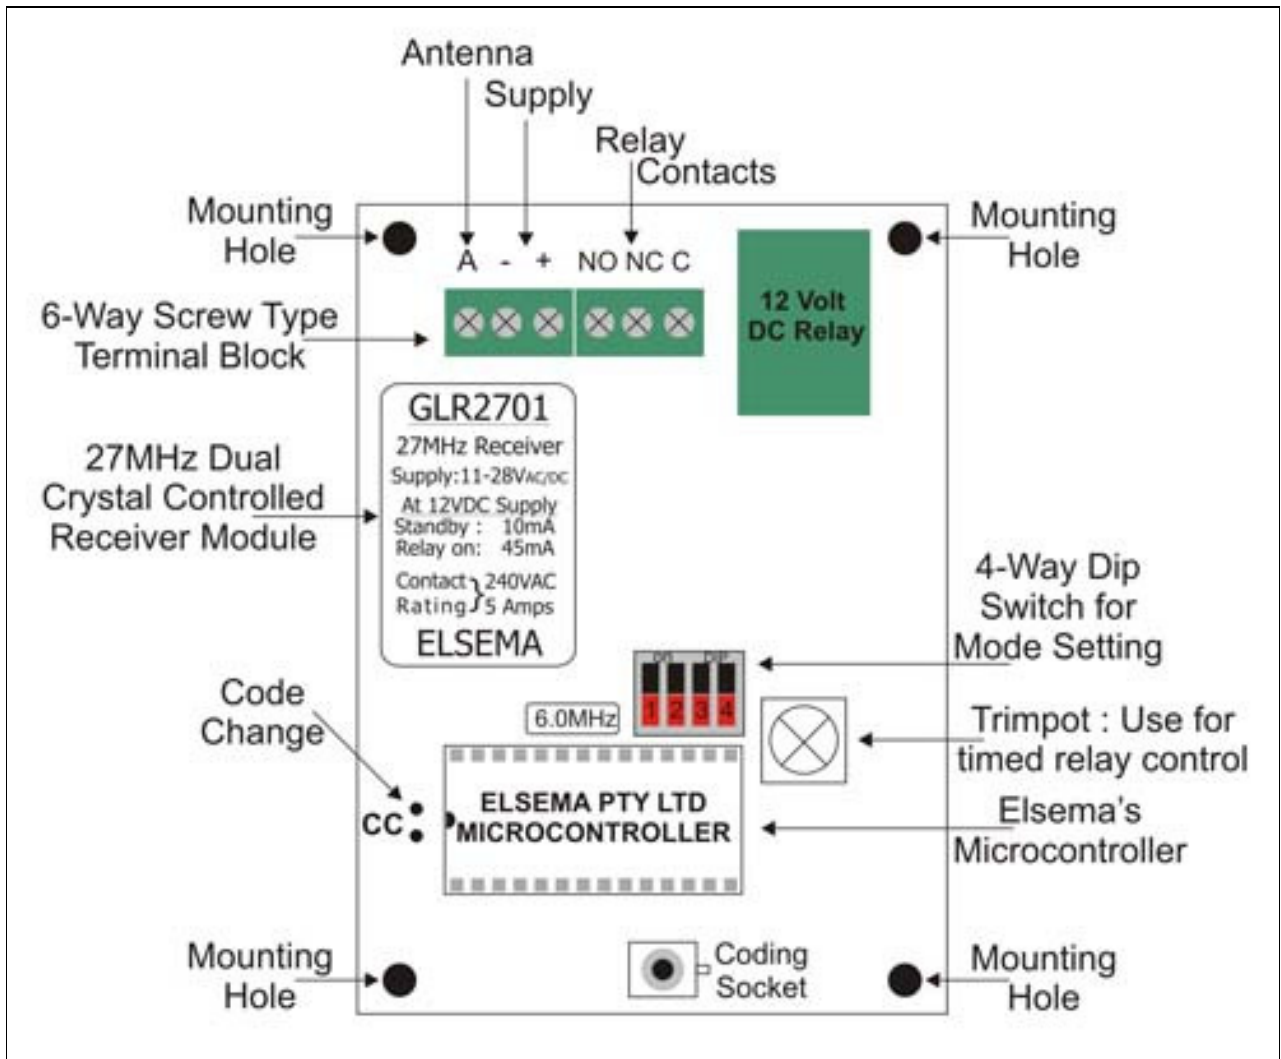 Antenna
Supply
Relay
Contacts
Mounting
Hole
Mounting
Hole
A - + NO NC C
6-Way Screw Type
Terminal Block
12 Volt
DC Relay
GLR2701
27MHz Receiver
Supply:11-28VAC/DC
At 12VDC Supply
Standby : 10mA
Relay on: 45mA
Contact } 240VAC
Rating } 5 Amps
ELSEMA
27MHz Dual
Crystal Controlled
Receiver Module
4-Way Dip
Switch for
Mode Setting
on DIP
1 2 3 4
6.0MHz
Code
Change
Trimpot : Use for
timed relay control
CC
ELSEMA PTY LTD
MICROCONTROLLER
Elsema's
Microcontroller
Mounting
Hole
Coding
Socket
Mounting
Hole